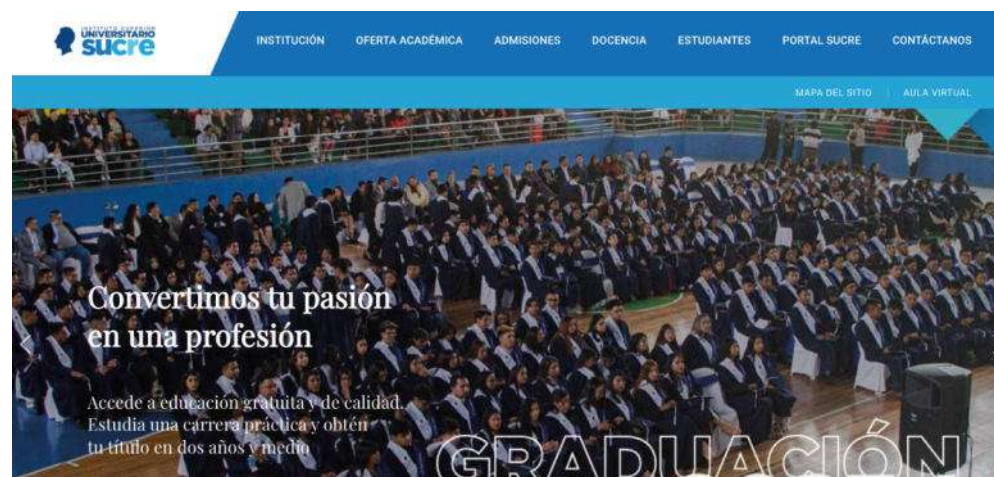 INSTITUTO SUPERIOR
UNIVERSITARIO
sucre
INSTITUCIÓN OFERTA ACADÉMICA ADMISIONES DOCENCIA ESTUDIANTES PORTAL SUCRE CONTÁCTANOS
MAPA DEL SITIO AULA VIRTUAL
Convertimos tu pasión
en una profesión
Accede a educación gratuita y de calidad.
Estudia una carrera práctica y obtén
tu título en dos años y medio
GRADUACIÓN